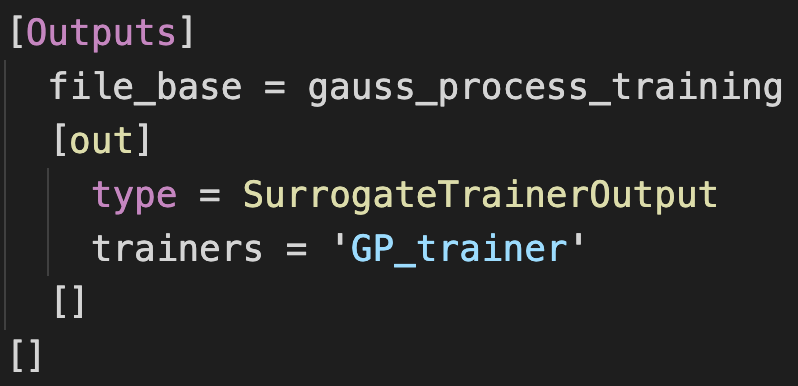 [Outputs]
  file_base = gauss_process_training
  [out]
    type = SurrogateTrainerOutput
    trainers = 'GP_trainer'
  []
[]